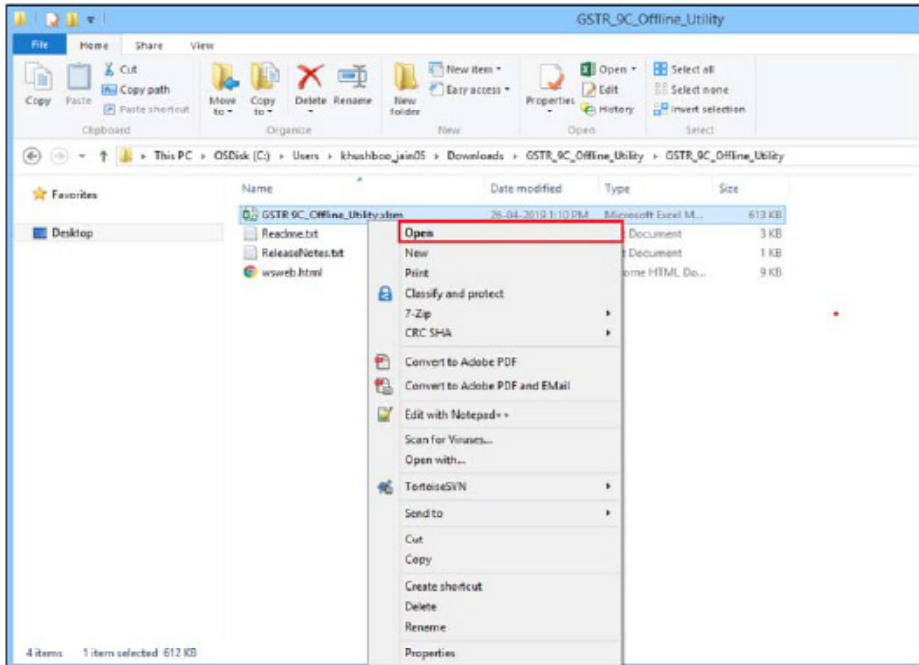 GSTR_9C_Offline_Utility
File Home Share View
Copy Paste Cut Copy path Paste shortcut Move to Copy to Delete Rename New folder New item Easy access Properties Open Edit History Select all Select none Invert selection
Clipboard Organize New Open Select
This PC OSDisk (C:) Users khushboo_jain05 Downloads GSTR_9C_Offline_Utility GSTR_9C_Offline_Utility
Favorites
Desktop
Name Date modified Type Size
GSTR 9C_Offline_Utility.xlsm 26-04-2019 1:10 PM Microsoft Excel M... 613 KB
Readme.txt t Document 3 KB
ReleaseNotes.txt t Document 1 KB
wsweb.html ome HTML Do... 9 KB
Open
New
Print
Classify and protect
7-Zip
CRC SHA
Convert to Adobe PDF
Convert to Adobe PDF and EMail
Edit with Notepad++
Scan for Viruses...
Open with...
TortoiseSVN
Send to
Cut
Copy
Create shortcut
Delete
Rename
Properties
4 items 1 item selected 612 KB